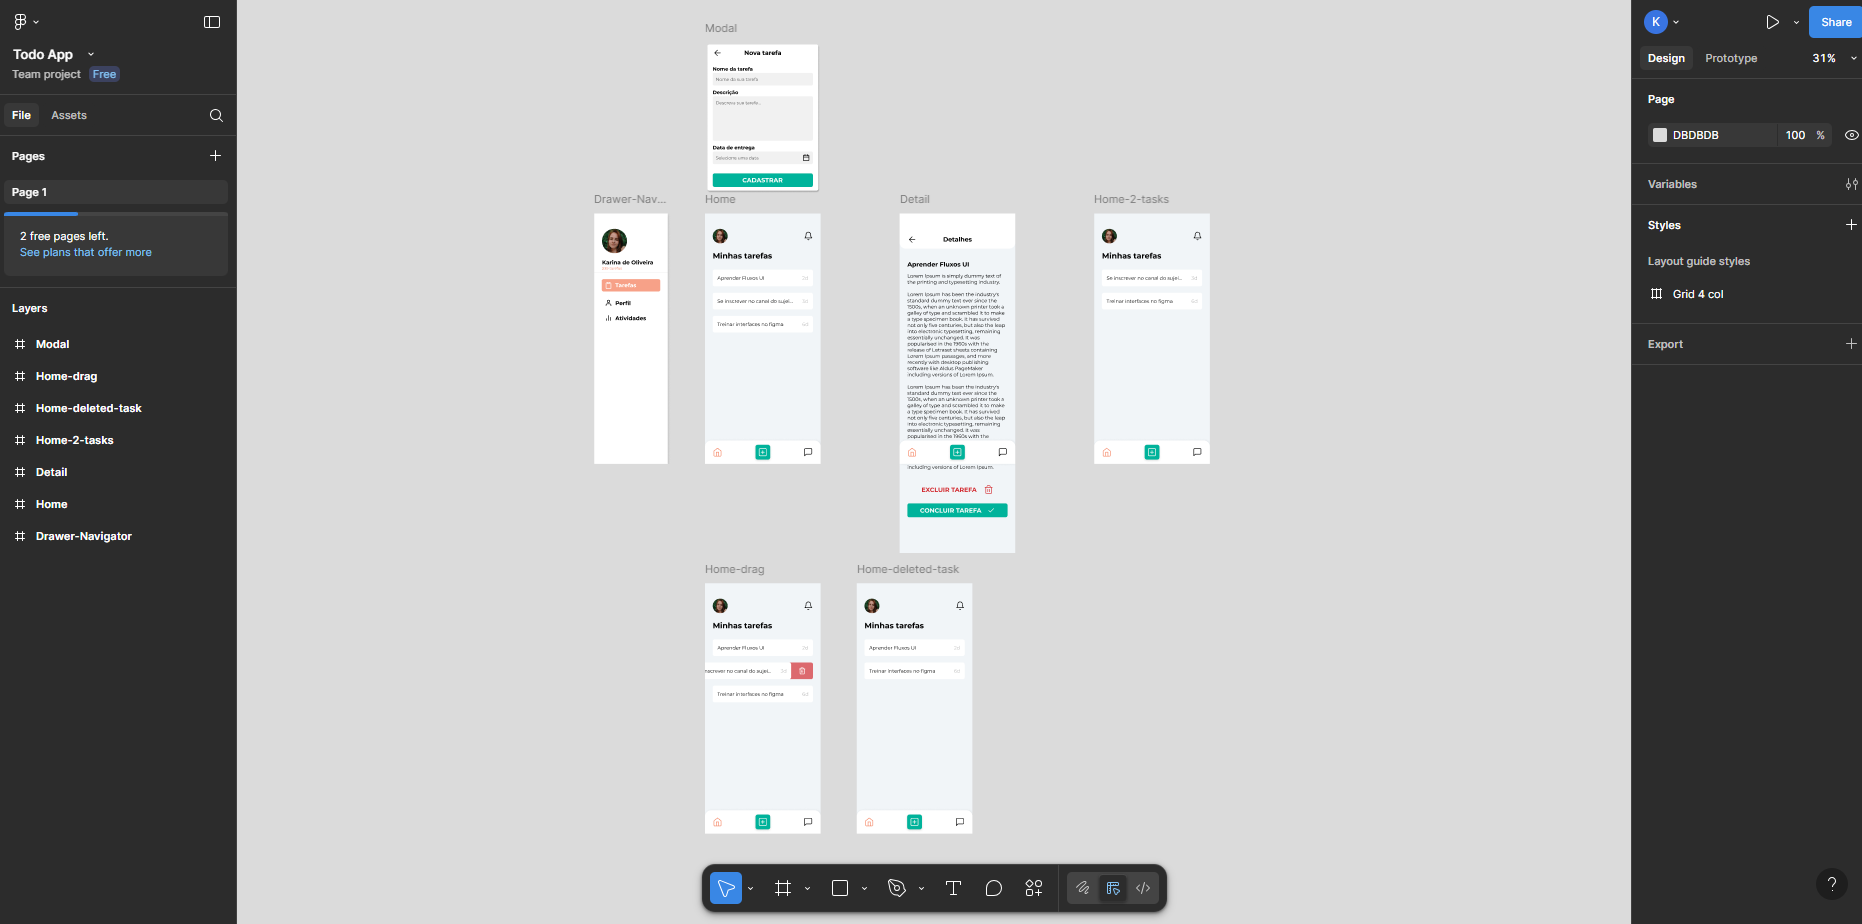 Todo App
Team project Free
File Assets
Pages
Page 1
2 free pages left.
See plans that offer more
Layers
Modal
Home-drag
Home-deleted-task
Home-2-tasks
Detail
Home
Drawer-Navigator
Modal
Nova tarefa
Nome da tarefa
Nome da sua tarefa
Descrição
Descreva sua tarefa...
Data de entrega
Selecione uma data
CADASTRAR
Drawer-Nav...
Karina de Oliveira
Tarefas
Perfil
Atividades
Home
Minhas tarefas
Aprender Fluxos UI
Se inscrever no canal do sujei...
Treinar interfaces no figma
Detail
Detalhes
Aprender Fluxos UI
Lorem Ipsum is simply dummy text of
the printing and typesetting industry.
Lorem Ipsum has been the industry's
standard dummy text ever since the
1500s, when an unknown printer took a
galley of type and scrambled it to make
a type specimen book. It has survived
not only five centuries, but also the leap
into electronic typesetting, remaining
essentially unchanged. It was
popularised in the 1960s with the
release of Letraset sheets containing
Lorem Ipsum passages, and more
recently with desktop publishing
software like Aldus PageMaker
including versions of Lorem Ipsum.
Lorem Ipsum has been the industry's
standard dummy text ever since the
1500s, when an unknown printer took a
galley of type and scrambled it to make
a type specimen book. It has survived
not only five centuries, but also the leap
into electronic typesetting, remaining
essentially unchanged. It was
popularised in the 1960s with the
including versions of Lorem Ipsum.
EXCLUIR TAREFA
CONCLUIR TAREFA
Home-2-tasks
Minhas tarefas
Se inscrever no canal do sujei...
Treinar interfaces no figma
Home-drag
Minhas tarefas
Aprender Fluxos UI
nscrever no canal do sujei...
Treinar interfaces no figma
Home-deleted-task
Minhas tarefas
Aprender Fluxos UI
Treinar interfaces no figma
K
Share
Design Prototype 31%
Page
DBDBDB 100 %
Variables
Styles
Layout guide styles
Grid 4 col
Export
?